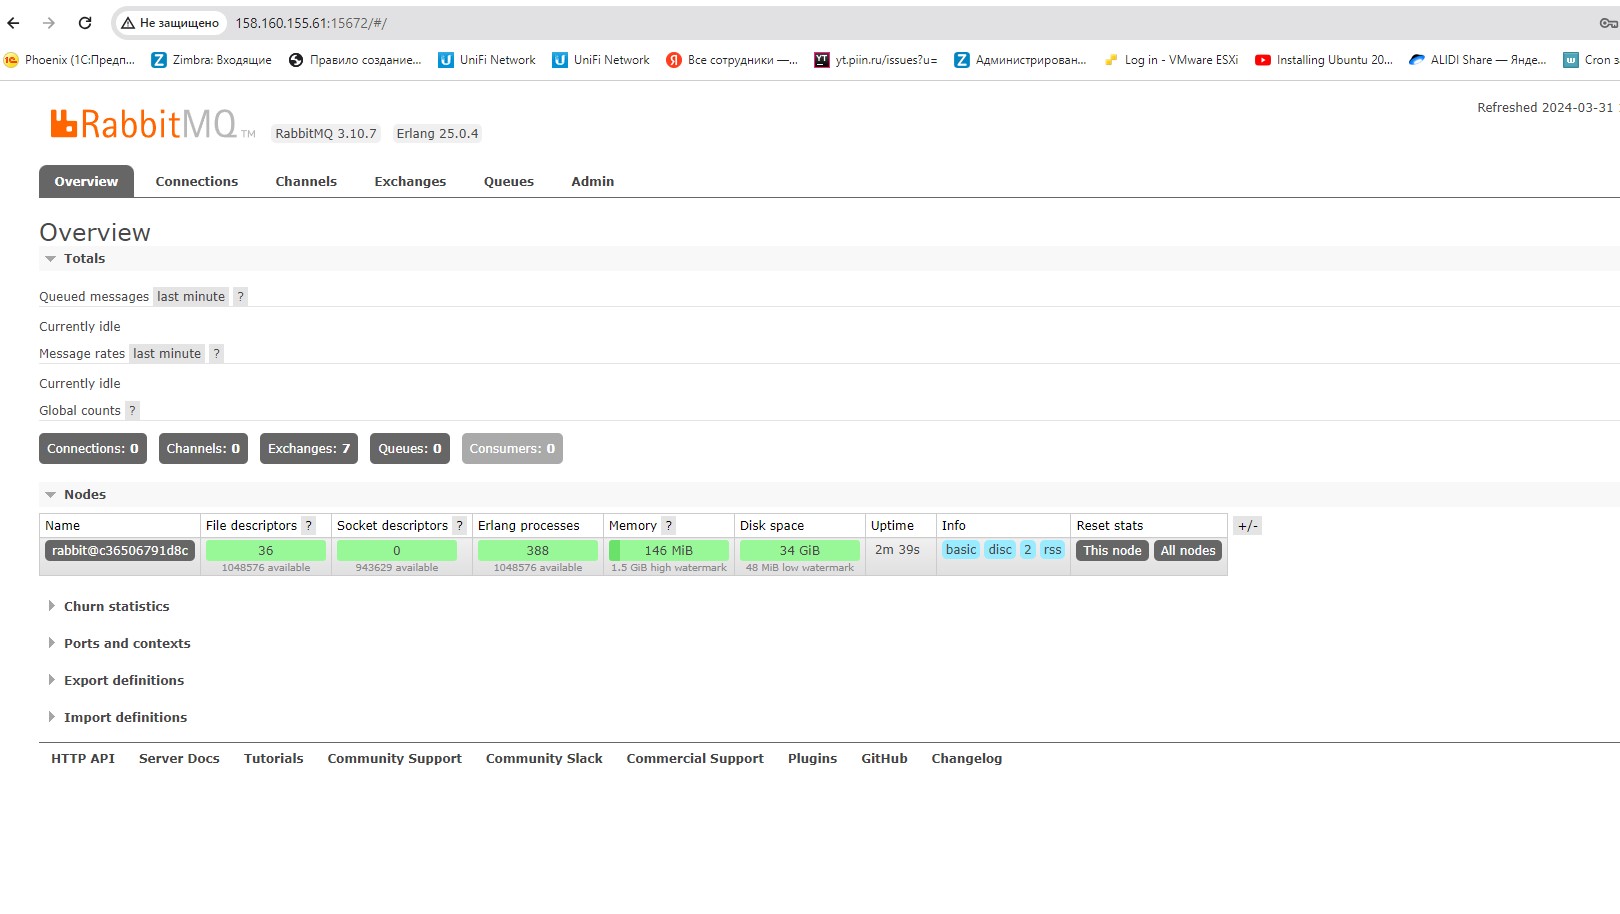 Не защищено 158.160.155.61:15672/#/
Phoenix (1С:Предп... Zimbra: Входящие Правило создание... UniFi Network UniFi Network Все сотрудники —... yt.piin.ru/issues?u= Администрирован... Log in - VMware ESXi Installing Ubuntu 20... ALIDI Share — Янде... Cron
Refreshed 2024-03-31
RabbitMQ TM RabbitMQ 3.10.7 Erlang 25.0.4
Overview Connections Channels Exchanges Queues Admin
Overview
Totals
Queued messages last minute ?
Currently idle
Message rates last minute ?
Currently idle
Global counts ?
Connections: 0 Channels: 0 Exchanges: 7 Queues: 0 Consumers: 0
Nodes
Name File descriptors ? Socket descriptors ? Erlang processes Memory ? Disk space Uptime Info Reset stats +/-
rabbit@c36506791d8c 36 0 388 146 MiB 34 GiB 2m 39s basic disc 2 rss This node All nodes
1048576 available 943629 available 1048576 available 1.5 GiB high watermark 48 MiB low watermark
Churn statistics
Ports and contexts
Export definitions
Import definitions
HTTP API Server Docs Tutorials Community Support Community Slack Commercial Support Plugins GitHub Changelog